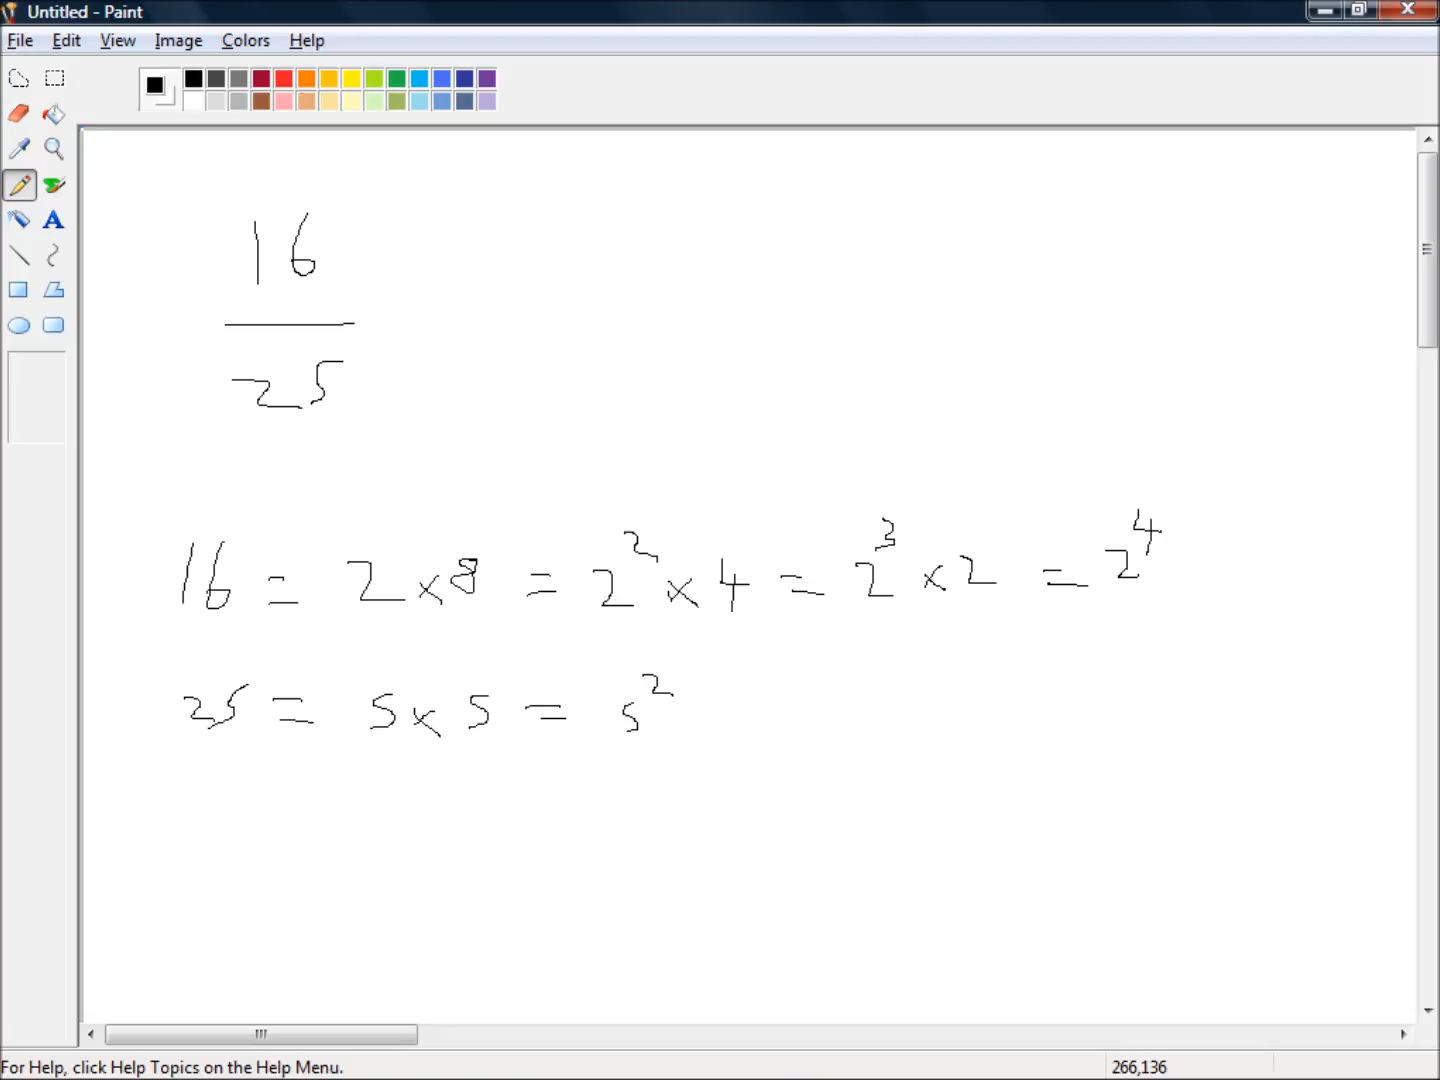 Untitled - Paint
File Edit View Image Colors Help
16
25
16 = 2 × 8 = 2² × 4 = 2³ × 2 = 2⁴
25 = 5 × 5 = 5²
For Help, click Help Topics on the Help Menu.
266,136